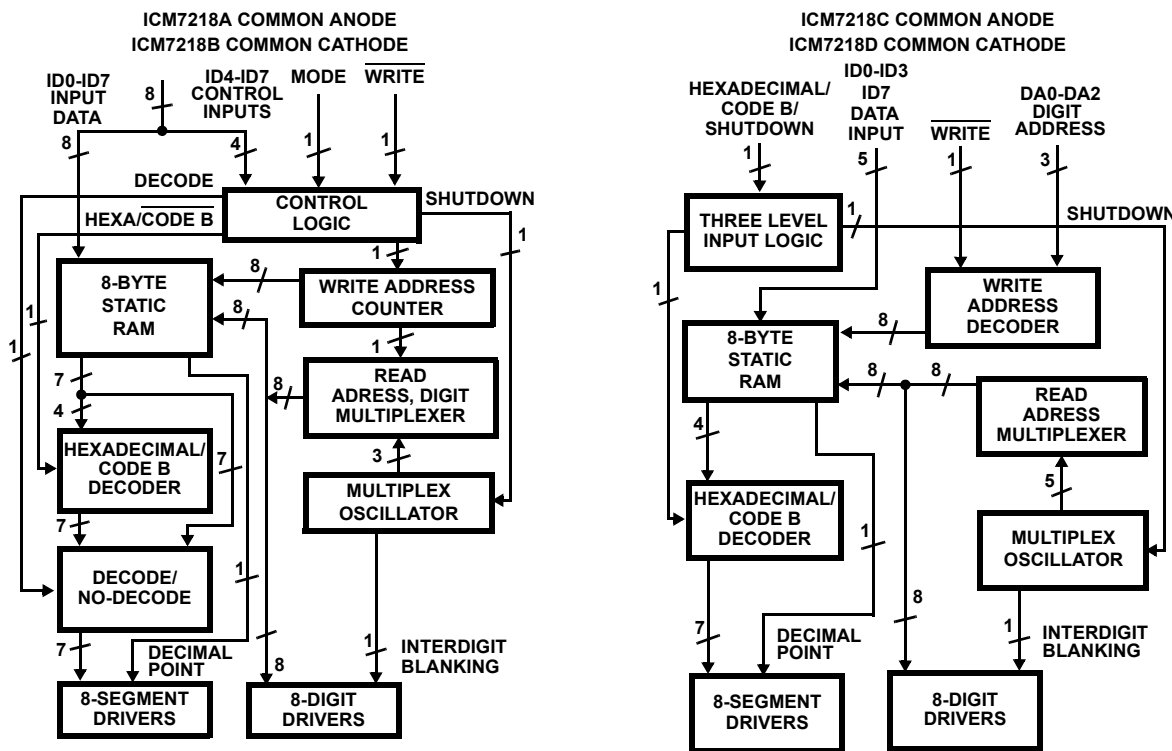 ICM7218A COMMON ANODE
ICM7218B COMMON CATHODE
ID0-ID7
INPUT
DATA
8
ID4-ID7
CONTROL
INPUTS
MODE
WRITE
8
4
1
1
DECODE
HEXA/CODE B
CONTROL
LOGIC
SHUTDOWN
1
1
8-BYTE
STATIC
RAM
8
WRITE ADDRESS
COUNTER
8
1
1
1
7
4
8
READ
ADRESS, DIGIT
MULTIPLEXER
3
HEXADECIMAL/
CODE B
DECODER
7
MULTIPLEX
OSCILLATOR
7
DECODE/
NO-DECODE
1
7
DECIMAL
POINT
8
1
INTERDIGIT
BLANKING
8-SEGMENT
DRIVERS
8-DIGIT
DRIVERS
ICM7218C COMMON ANODE
ICM7218D COMMON CATHODE
HEXADECIMAL/
CODE B/
SHUTDOWN
ID0-ID3
ID7
DATA
INPUT
WRITE
DA0-DA2
DIGIT
ADDRESS
1
5
1
3
THREE LEVEL
INPUT LOGIC
1
SHUTDOWN
1
WRITE
ADDRESS
DECODER
8
8-BYTE
STATIC
RAM
8
8
READ
ADRESS
MULTIPLEXER
4
5
HEXADECIMAL/
CODE B
DECODER
1
MULTIPLEX
OSCILLATOR
8
7
DECIMAL
POINT
1
INTERDIGIT
BLANKING
8-SEGMENT
DRIVERS
8-DIGIT
DRIVERS